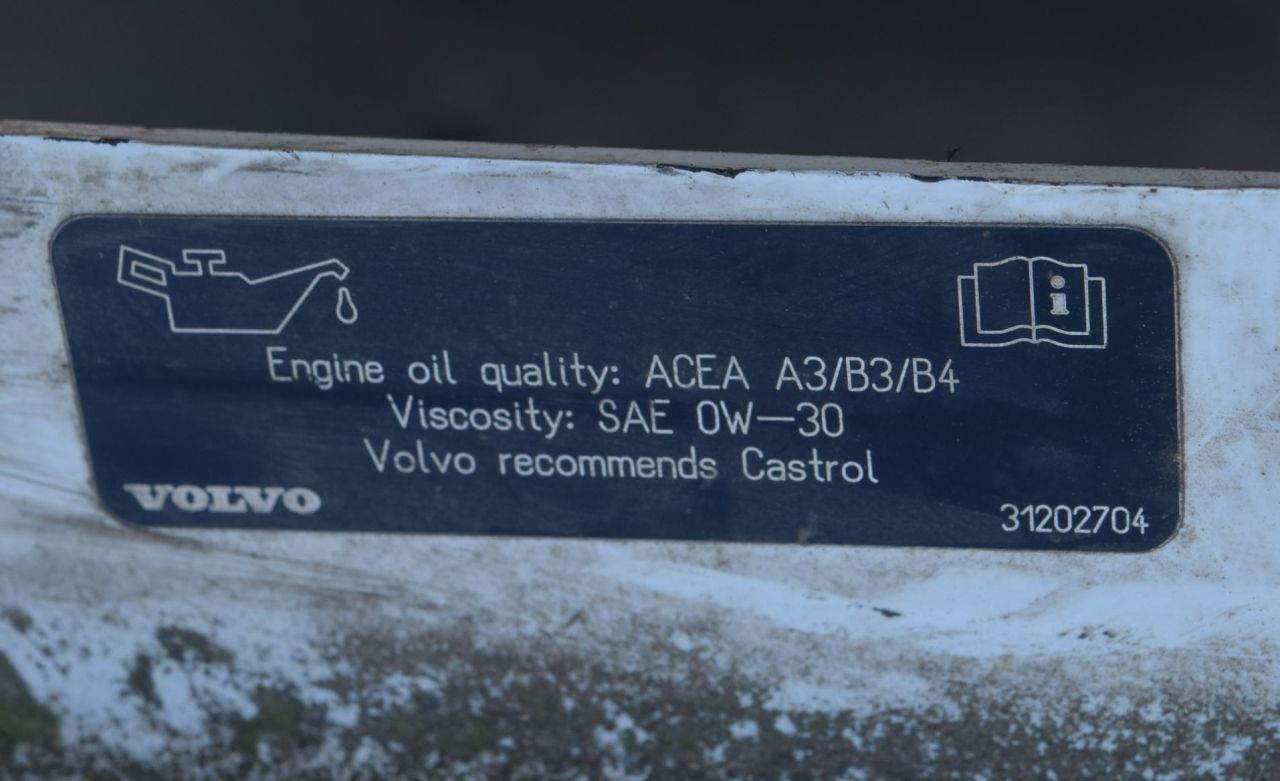 Engine oil quality: ACEA A3/B3/B4
Viscosity: SAE 0W–30
Volvo recommends Castrol
VOLVO
31202704